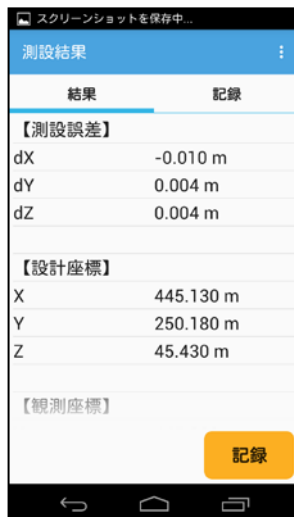 スクリーンショットを保存中...
測設結果
結果 記録
【測設誤差】
dX -0.010 m
dY 0.004 m
dZ 0.004 m
【設計座標】
X 445.130 m
Y 250.180 m
Z 45.430 m
【観測座標】
記録